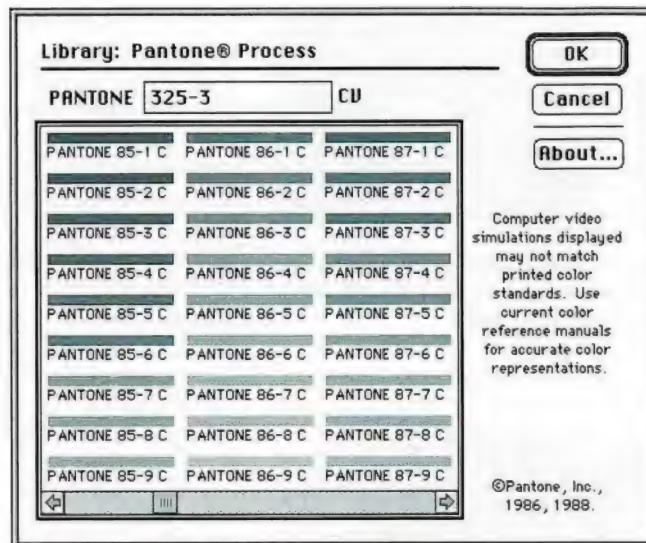 Library: Pantone® Process
PANTONE 325-3 CV
PANTONE 85-1 C PANTONE 86-1 C PANTONE 87-1 C
PANTONE 85-2 C PANTONE 86-2 C PANTONE 87-2 C
PANTONE 85-3 C PANTONE 86-3 C PANTONE 87-3 C
PANTONE 85-4 C PANTONE 86-4 C PANTONE 87-4 C
PANTONE 85-5 C PANTONE 86-5 C PANTONE 87-5 C
PANTONE 85-6 C PANTONE 86-6 C PANTONE 87-6 C
PANTONE 85-7 C PANTONE 86-7 C PANTONE 87-7 C
PANTONE 85-8 C PANTONE 86-8 C PANTONE 87-8 C
PANTONE 85-9 C PANTONE 86-9 C PANTONE 87-9 C
OK
Cancel
About...
Computer video
simulations displayed
may not match
printed color
standards. Use
current color
reference manuals
for accurate color
representations.
©Pantone, Inc.,
1986, 1988.